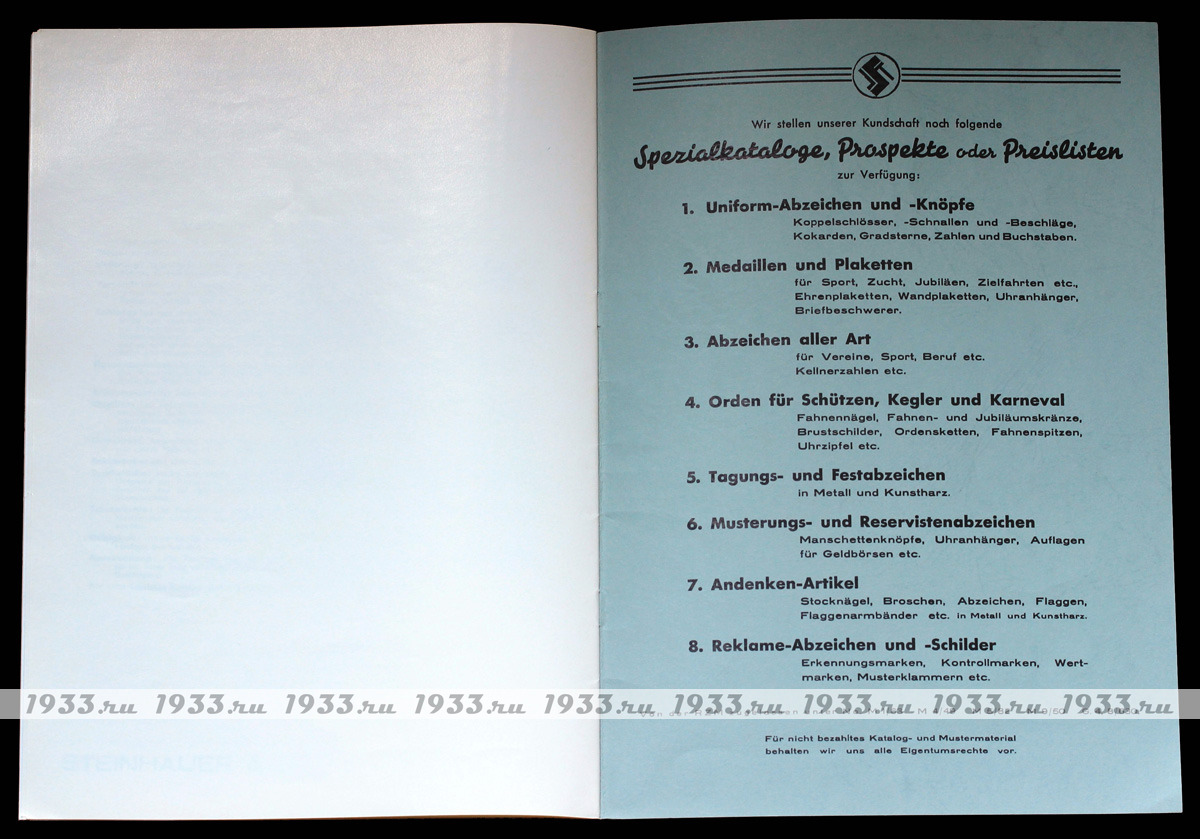 Wir stellen unserer Kundschaft noch folgende
Spezialkataloge, Prospekte oder Preislisten
zur Verfügung:
1. Uniform-Abzeichen und -Knöpfe
Koppelschlösser, -Schnallen und -Beschläge,
Kokarden, Gradsterne, Zahlen und Buchstaben.
2. Medaillen und Plaketten
für Sport, Zucht, Jubiläen, Zielfahrten etc.,
Ehrenplaketten, Wandplaketten, Uhranhänger,
Briefbeschwerer.
3. Abzeichen aller Art
für Vereine, Sport, Beruf etc.
Kellnerzahlen etc.
4. Orden für Schützen, Kegler und Karneval
Fahnennägel, Fahnen- und Jubiläumskränze,
Brustschilder, Ordensketten, Fahnenspitzen,
Uhrzipfel etc.
5. Tagungs- und Festabzeichen
in Metall und Kunstharz.
6. Musterungs- und Reservistenabzeichen
Manschettenknöpfe, Uhranhänger, Auflagen
für Geldbörsen etc.
7. Andenken-Artikel
Stocknägel, Broschen, Abzeichen, Flaggen,
Flaggenarmbänder etc. in Metall und Kunstharz.
8. Reklame-Abzeichen und -Schilder
Erkennungsmarken, Kontrollmarken, Wert-
marken, Musterklammern etc.
1933.ru 1933.ru 1933.ru 1933.ru 1933.ru 1933.ru 1933.ru 1933.ru 1933.ru
Von der RZM
Für nicht bezahltes Katalog- und Mustermaterial
behalten wir uns alle Eigentumsrechte vor.
STEINHAUER &